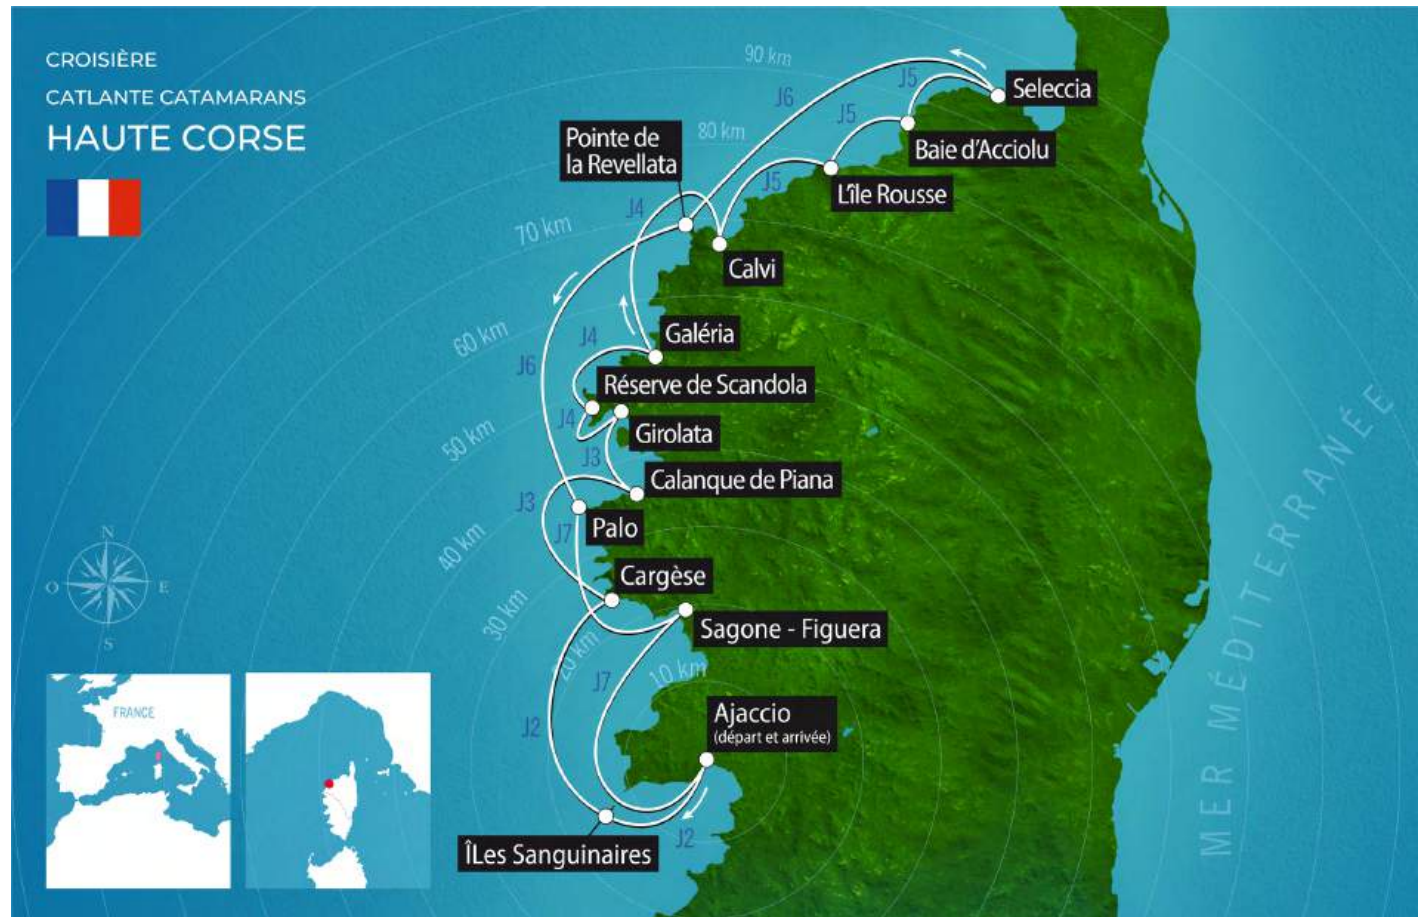 CROISIÈRE
CATLANTE CATAMARANS
HAUTE CORSE
90 km
J5
Seleccia
J6
J5
80 km
Pointe de
la Revellata
Baie d'Acciolu
J5
L'île Rousse
J4
70 km
Calvi
60 km
J4
Galéria
J6
Réserve de Scandola
J4
50 km
Girolata
J3
Calanque de Piana
J3
J7
Palo
40 km
N
O
E
S
Cargèse
30 km
Sagone - Figuera
20 km
J7
10 km
MER MÉDITERRANÉE
FRANCE
J2
Ajaccio
(départ et arrivée)
J2
ÎLes Sanguinaires